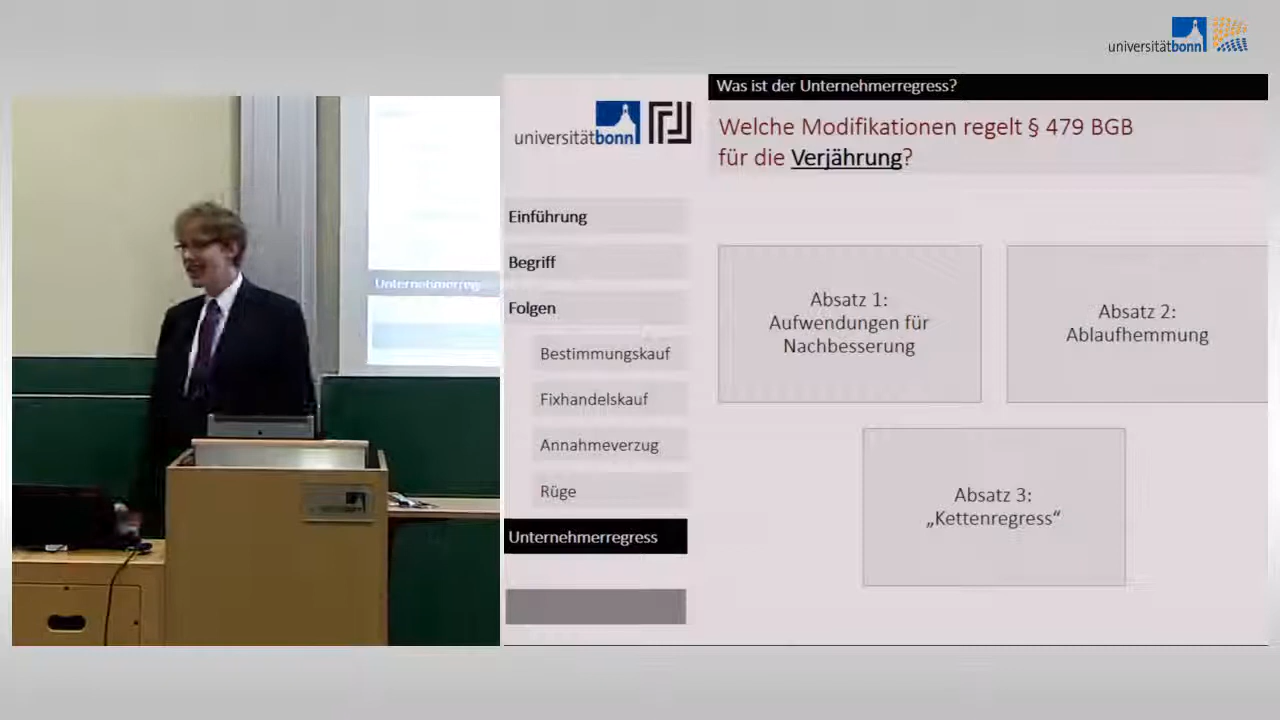 universitätbonn
Unternehmerreg
universitätbonn
Einführung
Begriff
Folgen
Bestimmungskauf
Fixhandelskauf
Annahmeverzug
Rüge
Unternehmerregress
Was ist der Unternehmerregress?
Welche Modifikationen regelt § 479 BGB
für die Verjährung?
Absatz 1:
Aufwendungen für
Nachbesserung
Absatz 2:
Ablaufhemmung
Absatz 3:
„Kettenregress“